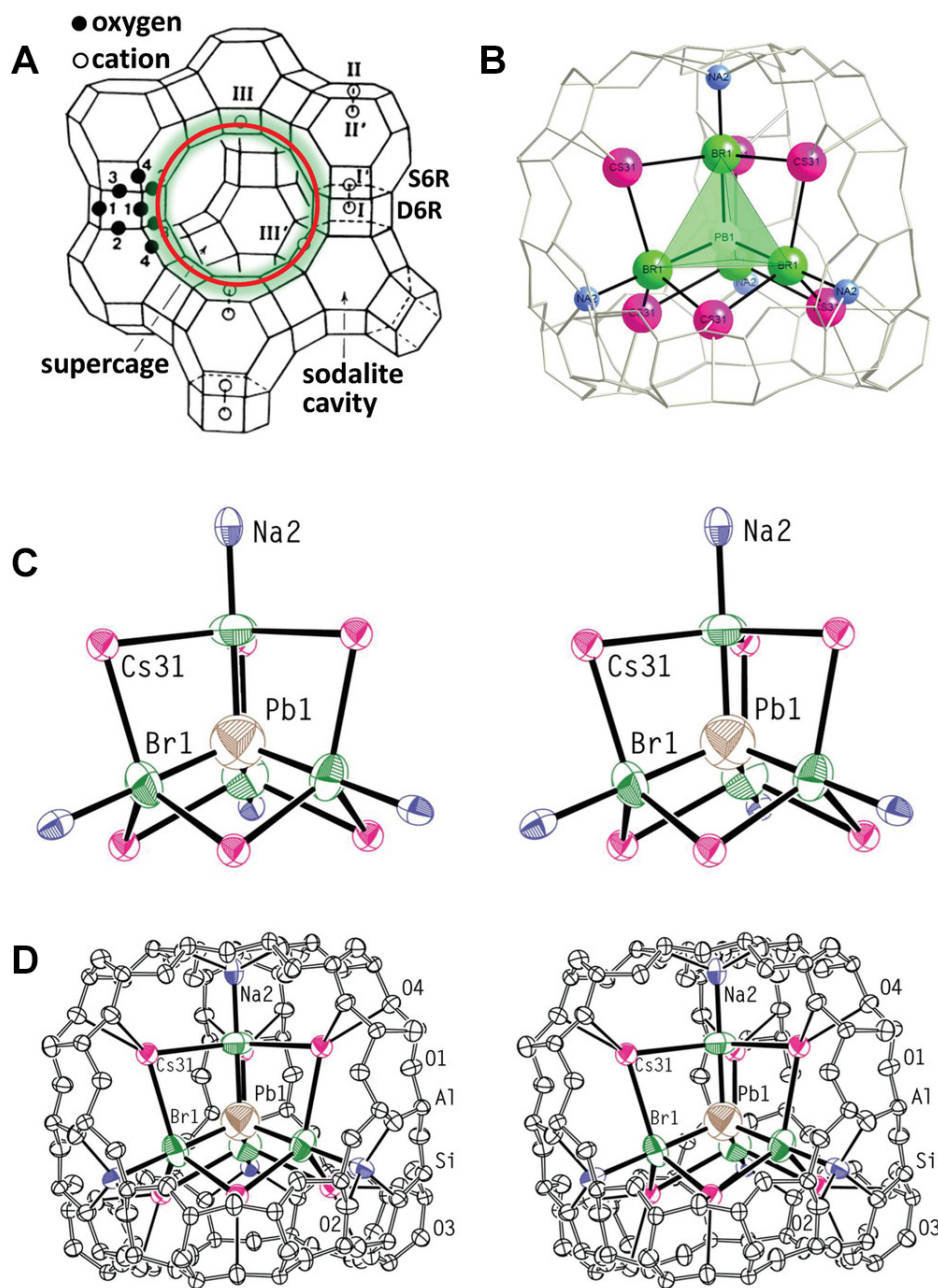 A
● oxygen
○ cation
III
II
II'
I'
I
S6R
D6R
4
3
1
1
2
4
III'
supercage
sodalite
cavity
B
NA2
BR1
CS31
CS31
PB1
BR1
BR1
NA2
NA2
NA2
CS31
CS31
CS31
C
Na2
Cs31
Pb1
Br1
Na2
Cs31
Pb1
Br1
D
Na2
O4
Cs31
O1
Pb1
Al
Br1
Si
O2
O3
Na2
O4
Cs31
O1
Pb1
Al
Br1
Si
O2
O3